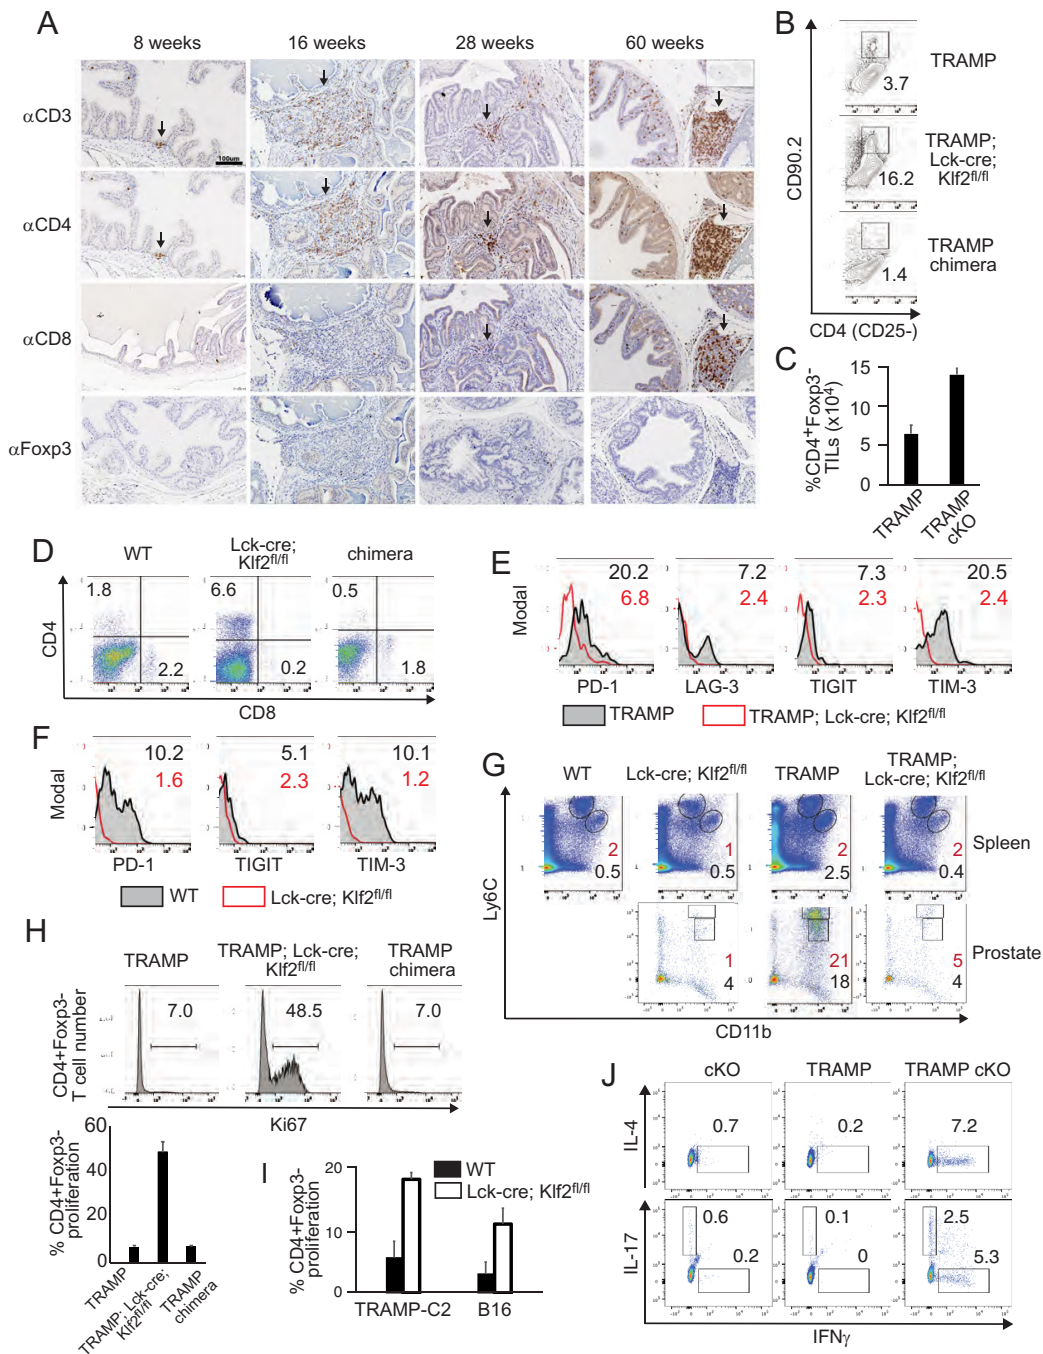 A
8 weeks 16 weeks 28 weeks 60 weeks
αCD3
100um
αCD4
αCD8
αFoxp3
B
CD90.2
3.7
TRAMP
16.2
TRAMP;
Lck-cre;
Klf2fl/fl
1.4
TRAMP
chimera
CD4 (CD25-)
C
%CD4+Foxp3-
TILs (x104)
15
10
5
0
TRAMP
TRAMP
cKO
D
WT
Lck-cre;
Klf2fl/fl
chimera
CD4
1.8
2.2
6.6
0.2
0.5
1.8
CD8
E
Modal
20.2
6.8
7.2
2.4
7.3
2.3
20.5
2.4
PD-1 LAG-3 TIGIT TIM-3
TRAMP TRAMP; Lck-cre; Klf2fl/fl
F
Modal
10.2
1.6
5.1
2.3
10.1
1.2
PD-1 TIGIT TIM-3
WT Lck-cre; Klf2fl/fl
G
WT Lck-cre; Klf2fl/fl TRAMP
TRAMP;
Lck-cre; Klf2fl/fl
Ly6C
2
0.5
1
0.5
2
2.5
2
0.4
Spleen
1
4
21
18
5
4
Prostate
CD11b
H
TRAMP
TRAMP; Lck-cre;
Klf2fl/fl
TRAMP
chimera
CD4+Foxp3-
T cell number
7.0
48.5
7.0
Ki67
% CD4+Foxp3-
proliferation
60
40
20
0
TRAMP
TRAMP; Lck-cre;
Klf2fl/fl
TRAMP
chimera
I
% CD4+Foxp3-
proliferation
20
10
0
WT
Lck-cre; Klf2fl/fl
TRAMP-C2 B16
J
cKO TRAMP TRAMP cKO
IL-4
0.7
0.2
7.2
IL-17
0.6
0.2
0.1
0
2.5
5.3
IFNγ